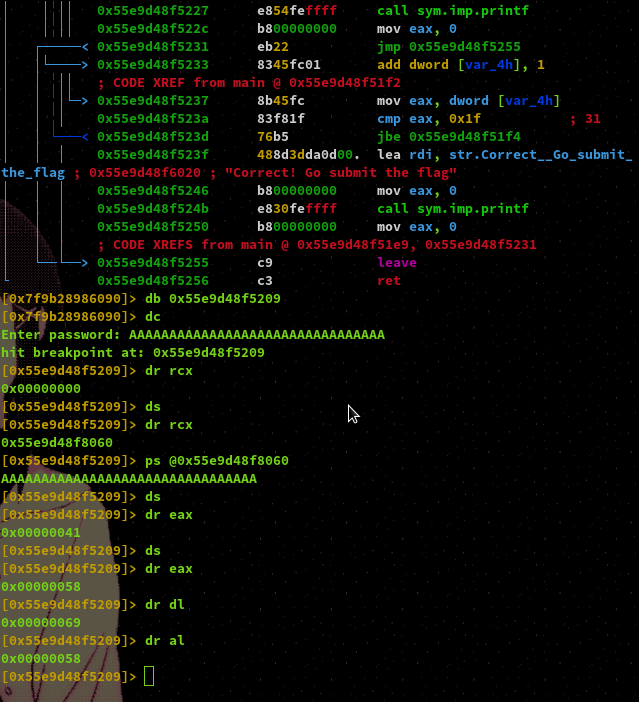 0x55e9d48f5227 e854feffff call sym.imp.printf
0x55e9d48f522c b800000000 mov eax, 0
< 0x55e9d48f5231 eb22 jmp 0x55e9d48f5255
> 0x55e9d48f5233 8345fc01 add dword [var_4h], 1
; CODE XREF from main @ 0x55e9d48f51f2
> 0x55e9d48f5237 8b45fc mov eax, dword [var_4h]
0x55e9d48f523a 83f81f cmp eax, 0x1f ; 31
< 0x55e9d48f523d 76b5 jbe 0x55e9d48f51f4
0x55e9d48f523f 488d3dda0d00. lea rdi, str.Correct__Go_submit_
the_flag ; 0x55e9d48f6020 ; "Correct! Go submit the flag"
0x55e9d48f5246 b800000000 mov eax, 0
0x55e9d48f524b e830feffff call sym.imp.printf
0x55e9d48f5250 b800000000 mov eax, 0
; CODE XREFS from main @ 0x55e9d48f51e9, 0x55e9d48f5231
> 0x55e9d48f5255 c9 leave
0x55e9d48f5256 c3 ret
[0x7f9b28986090]> db 0x55e9d48f5209
[0x7f9b28986090]> dc
Enter password: AAAAAAAAAAAAAAAAAAAAAAAAAAAAAAAA
hit breakpoint at: 0x55e9d48f5209
[0x55e9d48f5209]> dr rcx
0x00000000
[0x55e9d48f5209]> ds
[0x55e9d48f5209]> dr rcx
0x55e9d48f8060
[0x55e9d48f5209]> ps @0x55e9d48f8060
AAAAAAAAAAAAAAAAAAAAAAAAAAAAAAAA
[0x55e9d48f5209]> ds
[0x55e9d48f5209]> dr eax
0x00000041
[0x55e9d48f5209]> ds
[0x55e9d48f5209]> dr eax
0x00000058
[0x55e9d48f5209]> dr dl
0x00000069
[0x55e9d48f5209]> dr al
0x00000058
[0x55e9d48f5209]>